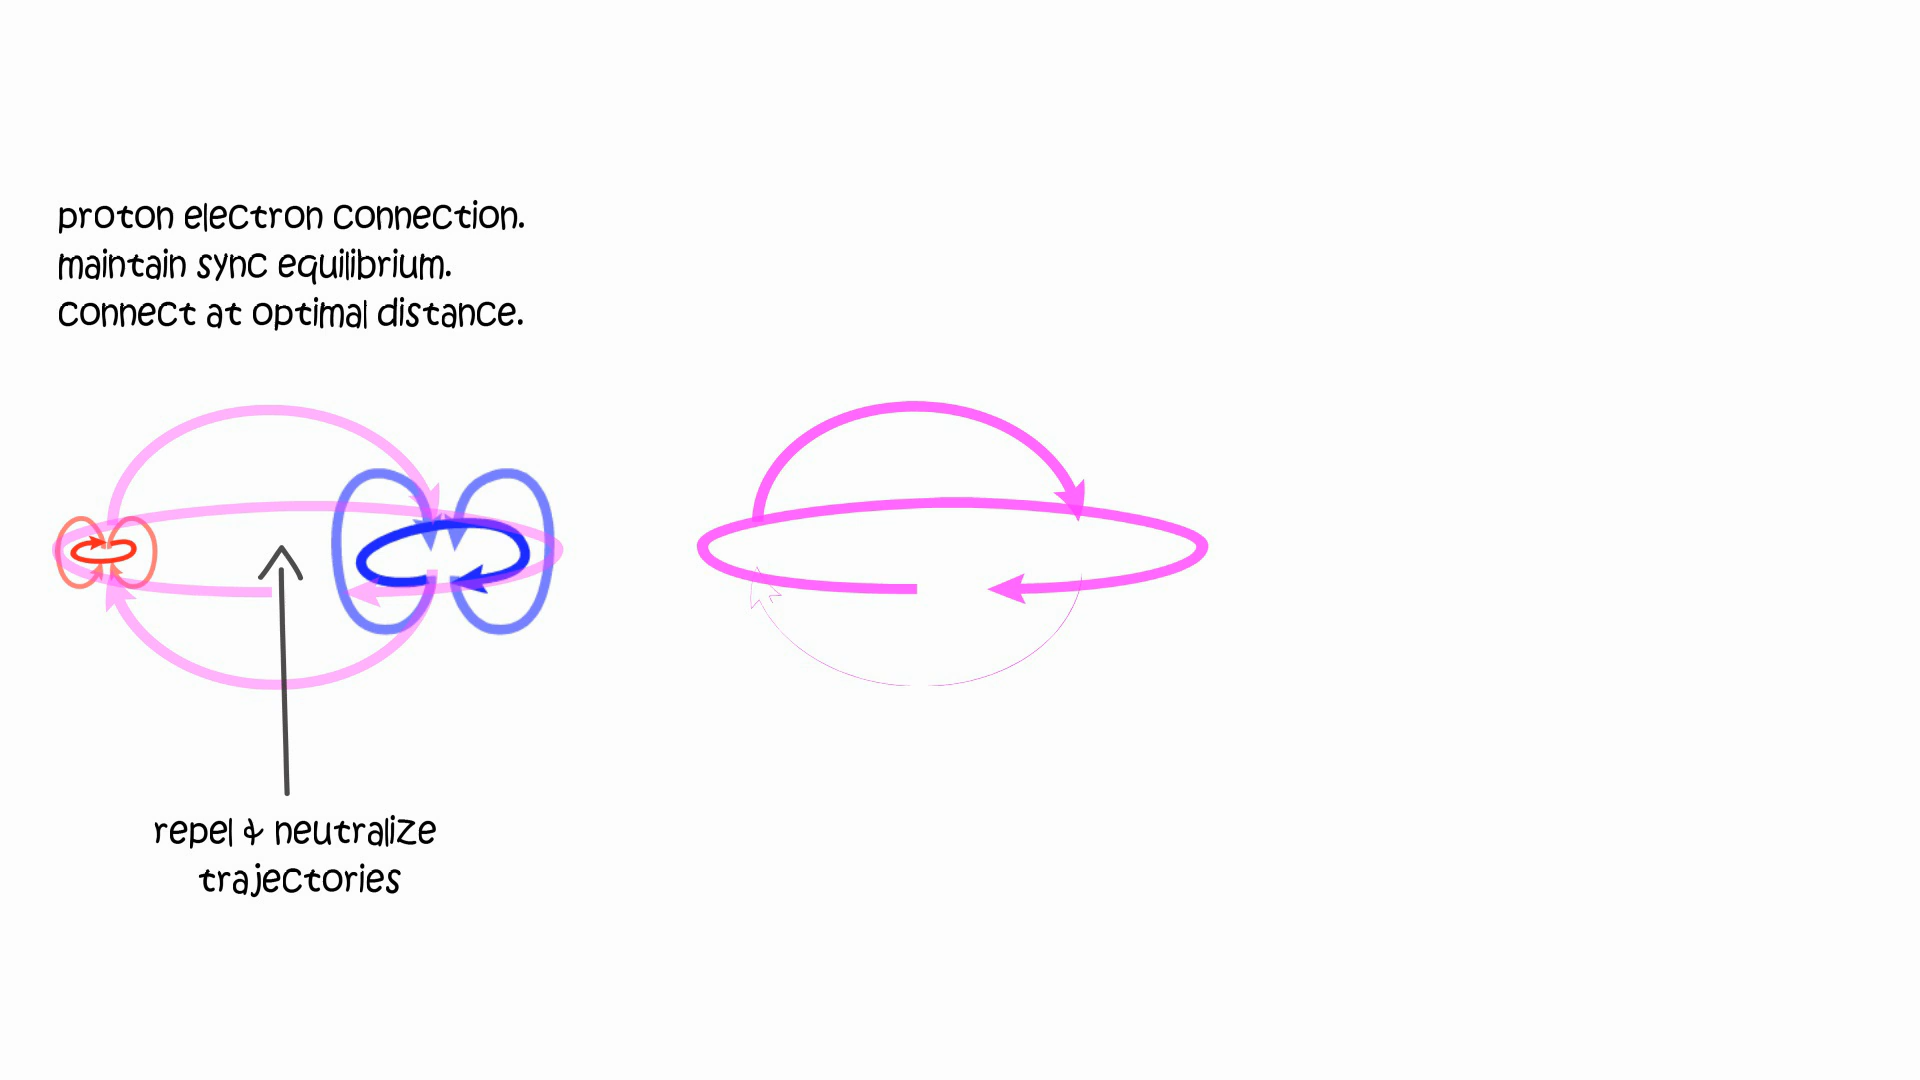 proton electron connection.
maintain sync equilibrium.
connect at optimal distance.
repel & neutralize
trajectories